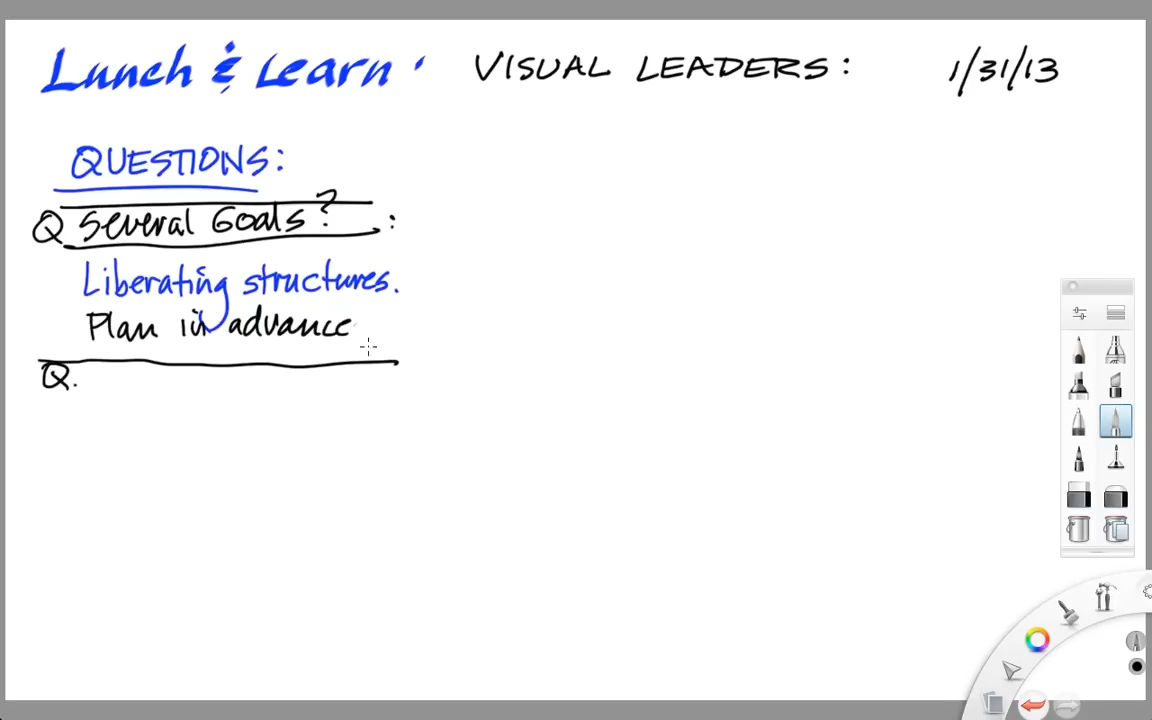 Lunch & Learn · VISUAL LEADERS: 1/31/13
QUESTIONS:
Q Several Goals? :
Liberating structures.
Plan in advance
Q.